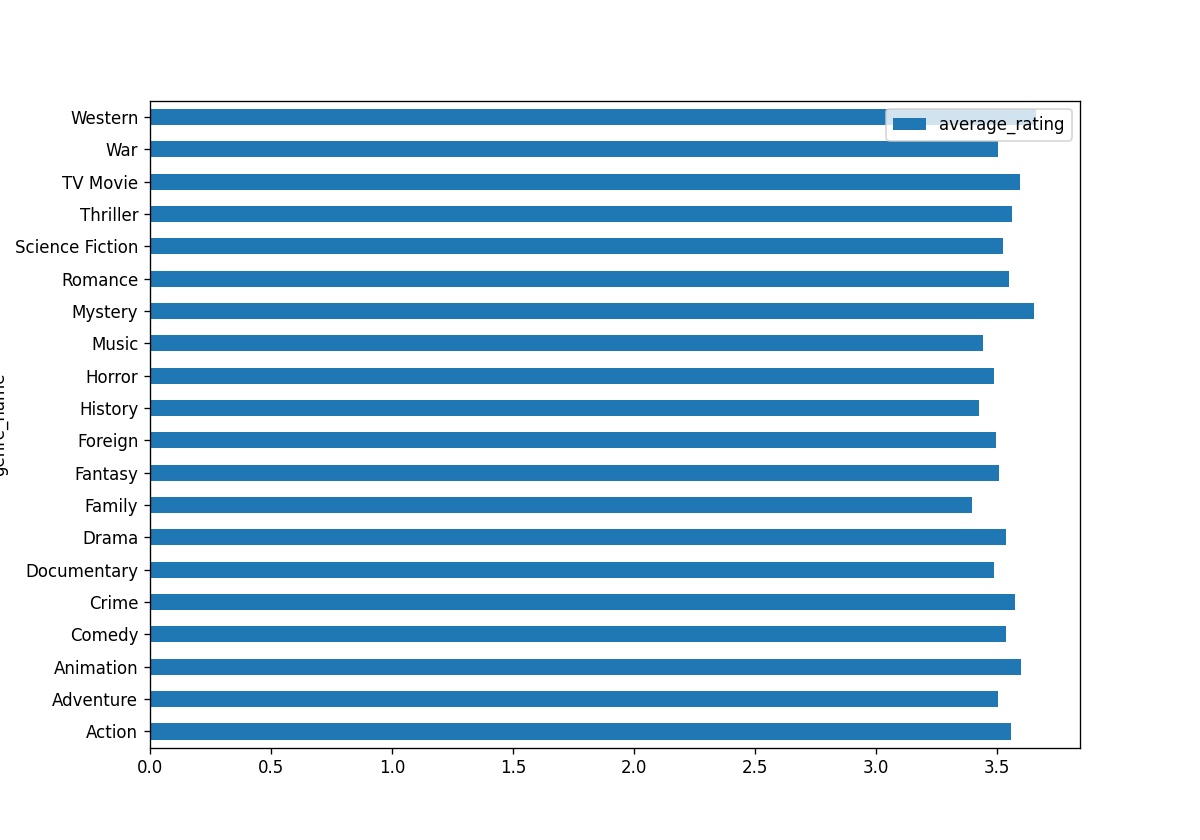 Western
average_rating
War
TV Movie
Thriller
Science Fiction
Romance
Mystery
Music
Horror
History
Foreign
Fantasy
Family
Drama
Documentary
Crime
Comedy
Animation
Adventure
Action
genre_name
0.0 0.5 1.0 1.5 2.0 2.5 3.0 3.5